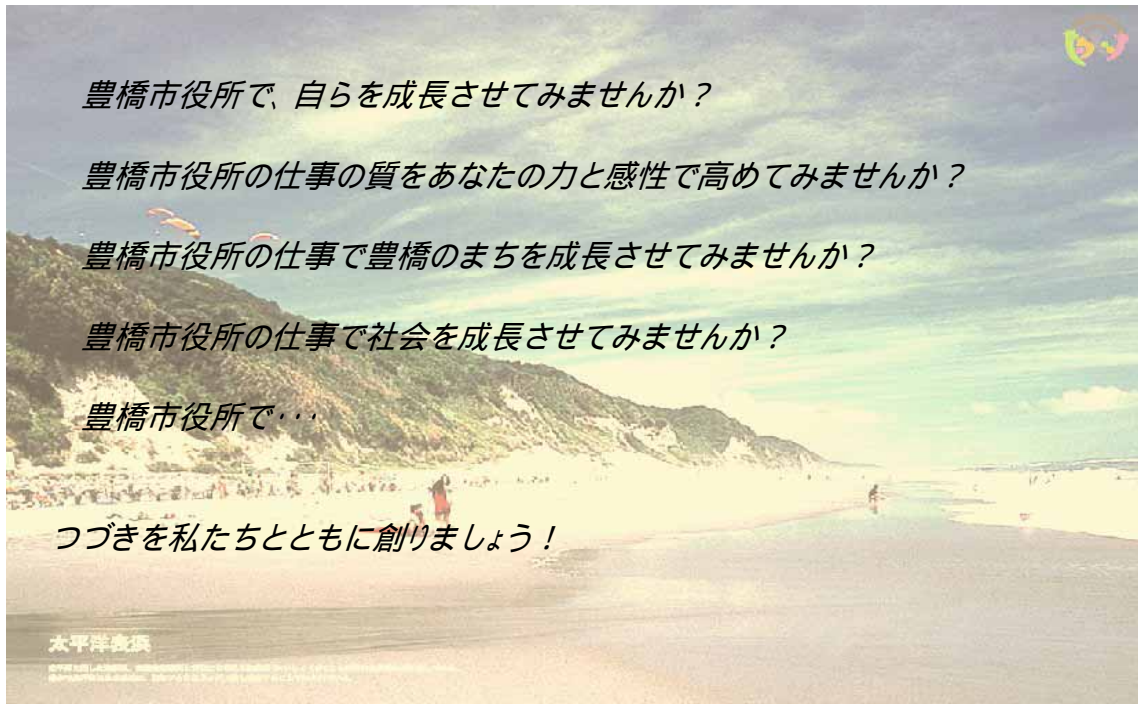 豊橋市役所で、自らを成長させてみませんか？
豊橋市役所の仕事の質をあなたの力と感性で高めてみませんか？
豊橋市役所の仕事で豊橋のまちを成長させてみませんか？
豊橋市役所の仕事で社会を成長させてみませんか？
豊橋市役所で・・・
つづきを私たちとともに創りましょう！
太平洋表浜